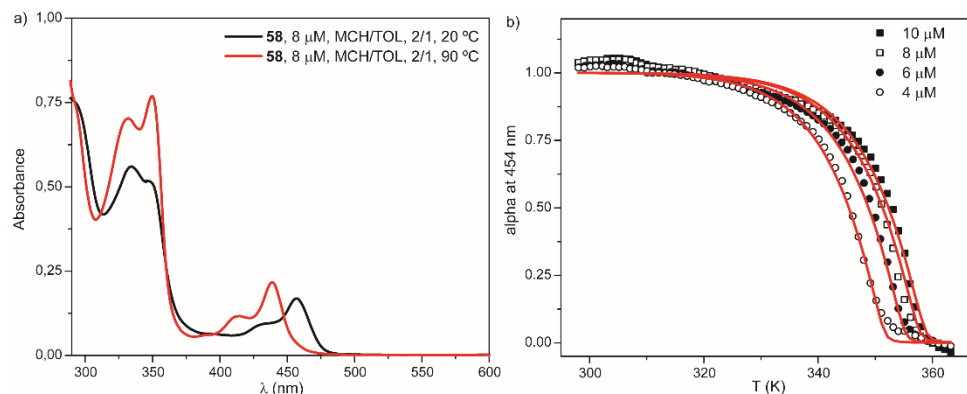 a)
58, 8 μM, MCH/TOL, 2/1, 20 ºC
58, 8 μM, MCH/TOL, 2/1, 90 ºC
1,00
0,75
0,50
0,25
0,00
Absorbance
300 350 400 450 500 550 600
λ (nm)
b)
10 μM
8 μM
6 μM
4 μM
1.00
0.75
0.50
0.25
0.00
alpha at 454 nm
300 320 340 360
T (K)